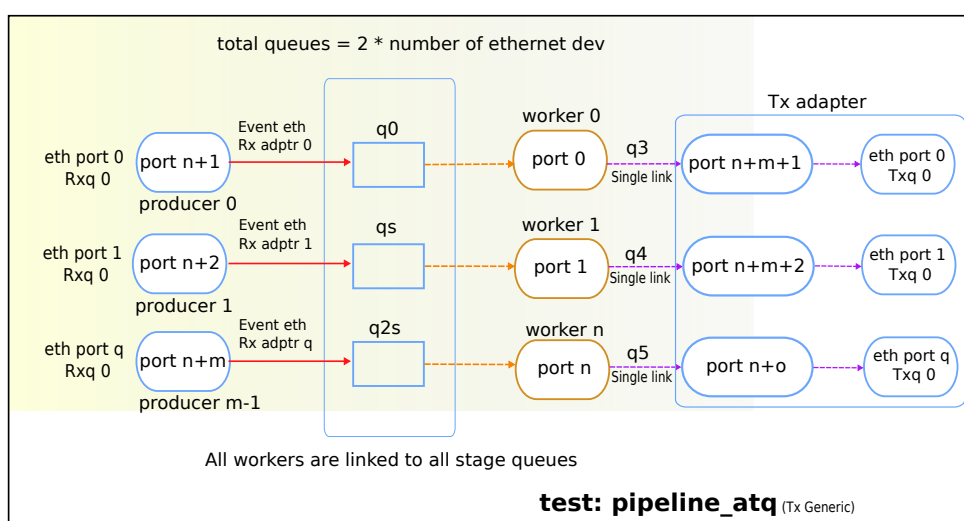 total queues = 2 * number of ethernet dev
Tx adapter
eth port 0
Rxq 0
port n+1
producer 0
Event eth
Rx adptr 0
q0
worker 0
port 0
q3
Single link
port n+m+1
eth port 0
Txq 0
eth port 1
Rxq 0
port n+2
producer 1
Event eth
Rx adptr 1
qs
worker 1
port 1
q4
Single link
port n+m+2
eth port 1
Txq 0
eth port q
Rxq 0
port n+m
producer m-1
Event eth
Rx adptr q
q2s
worker n
port n
q5
Single link
port n+o
eth port q
Txq 0
All workers are linked to all stage queues
test: pipeline_atq (Tx Generic)